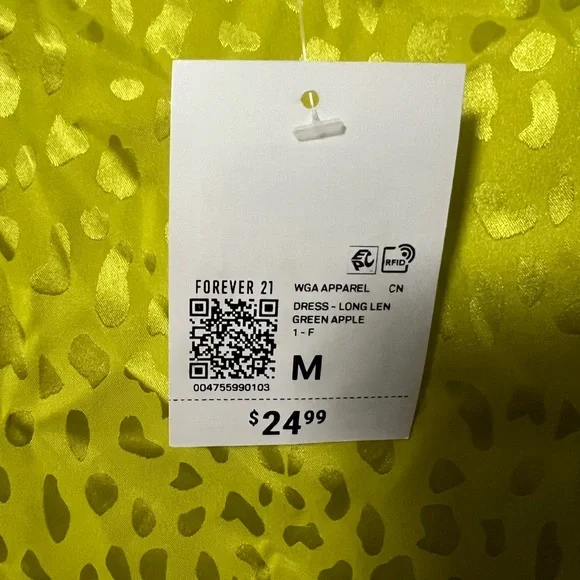 EPC RFID
FOREVER 21
WGA APPAREL CN
DRESS - LONG LEN
GREEN APPLE
1 - F
M
004755990103
$24.99